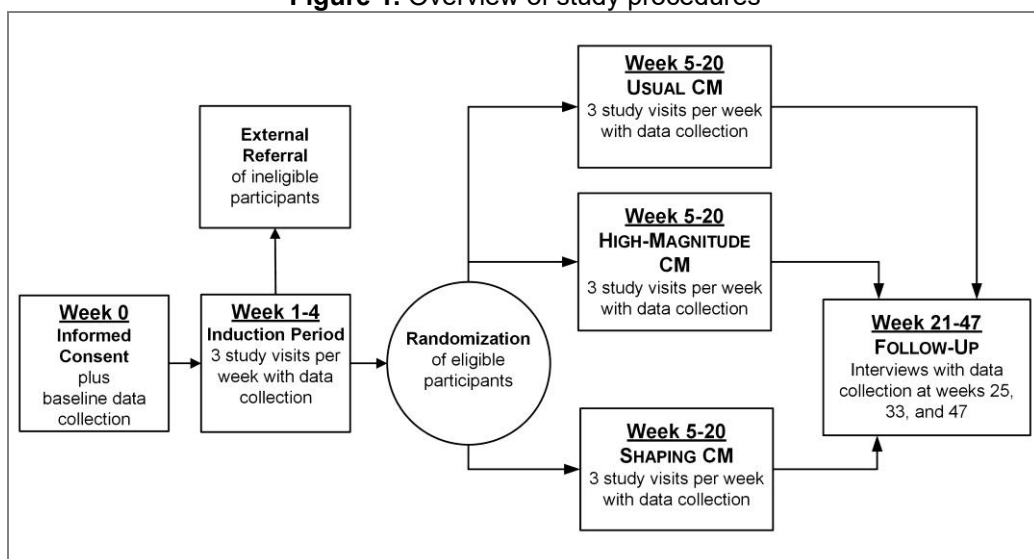 Figure 1. Overview of study procedures
Week 0
Informed
Consent
plus
baseline data
collection
External
Referral
of ineligible
participants
Week 1-4
Induction Period
3 study visits per
week with data
collection
Randomization
of eligible
participants
Week 5-20
USUAL CM
3 study visits per week
with data collection
Week 5-20
HIGH-MAGNITUDE
CM
3 study visits per week
with data collection
Week 5-20
SHAPING CM
3 study visits per week
with data collection
Week 21-47
FOLLOW-UP
Interviews with data
collection at weeks 25,
33, and 47